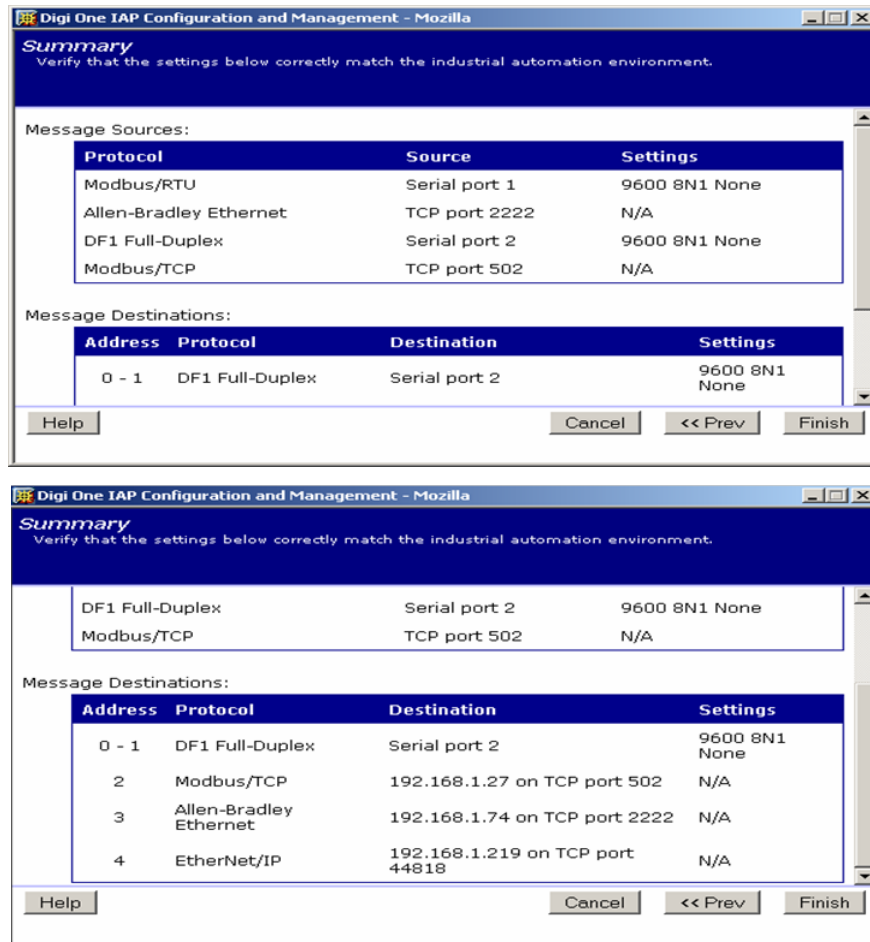 Digi One IAP Configuration and Management - Mozilla
Summary
Verify that the settings below correctly match the industrial automation environment.
Message Sources:
Protocol Source Settings
Modbus/RTU Serial port 1 9600 8N1 None
Allen-Bradley Ethernet TCP port 2222 N/A
DF1 Full-Duplex Serial port 2 9600 8N1 None
Modbus/TCP TCP port 502 N/A
Message Destinations:
Address Protocol Destination Settings
0 - 1 DF1 Full-Duplex Serial port 2 9600 8N1
None
Help Cancel << Prev Finish
Digi One IAP Configuration and Management - Mozilla
Summary
Verify that the settings below correctly match the industrial automation environment.
DF1 Full-Duplex Serial port 2 9600 8N1 None
Modbus/TCP TCP port 502 N/A
Message Destinations:
Address Protocol Destination Settings
0 - 1 DF1 Full-Duplex Serial port 2 9600 8N1
None
2 Modbus/TCP 192.168.1.27 on TCP port 502 N/A
3 Allen-Bradley
Ethernet 192.168.1.74 on TCP port 2222 N/A
4 EtherNet/IP 192.168.1.219 on TCP port
44818 N/A
Help Cancel << Prev Finish